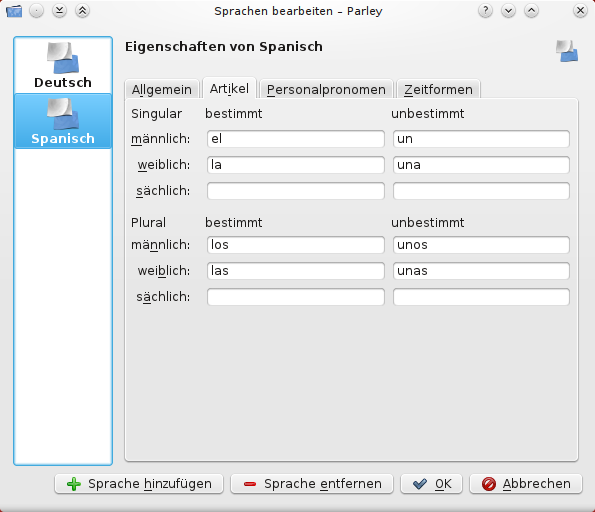 Sprachen bearbeiten – Parley
Deutsch
Spanisch
Eigenschaften von Spanisch
Allgemein Artikel Personalpronomen Zeitformen
Singular bestimmt unbestimmt
männlich: el un
weiblich: la una
sächlich:
Plural bestimmt unbestimmt
männlich: los unos
weiblich: las unas
sächlich:
Sprache hinzufügen Sprache entfernen OK Abbrechen